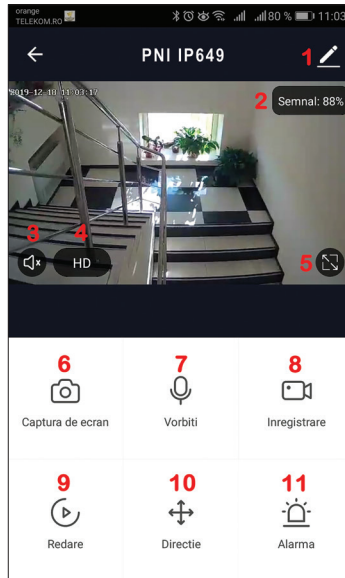 orange
TELEKOM.RO
80 % 11:03
PNI IP649
1
2019-12-18 11:03:17
2
Semnal: 88%
3
4
HD
5
6
7
8
Captura de ecran
Vorbiti
Inregistrare
9
10
11
Redare
Directie
Alarma